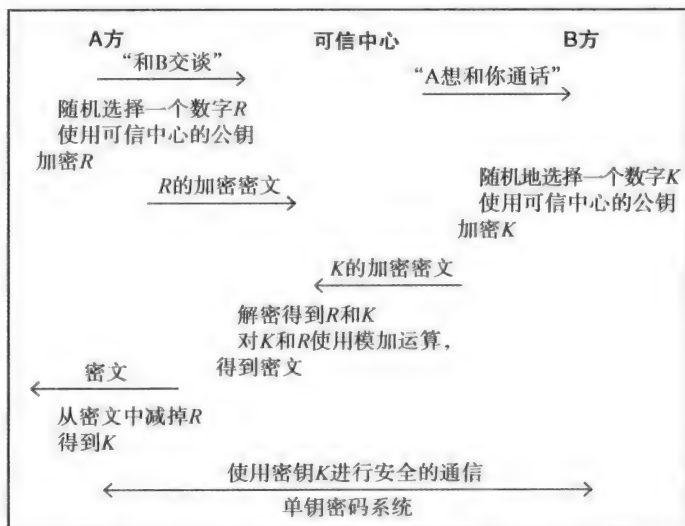 A方 可信中心 B方
“和B交谈” “A想和你通话”
随机选择一个数字R
使用可信中心的公钥
加密R
R的加密密文
随机地选择一个数字K
使用可信中心的公钥
加密K
K的加密密文
解密得到R和K
对K和R使用模加运算,
得到密文
密文
从密文中减掉R
得到K
使用密钥K进行安全的通信
单钥密码系统